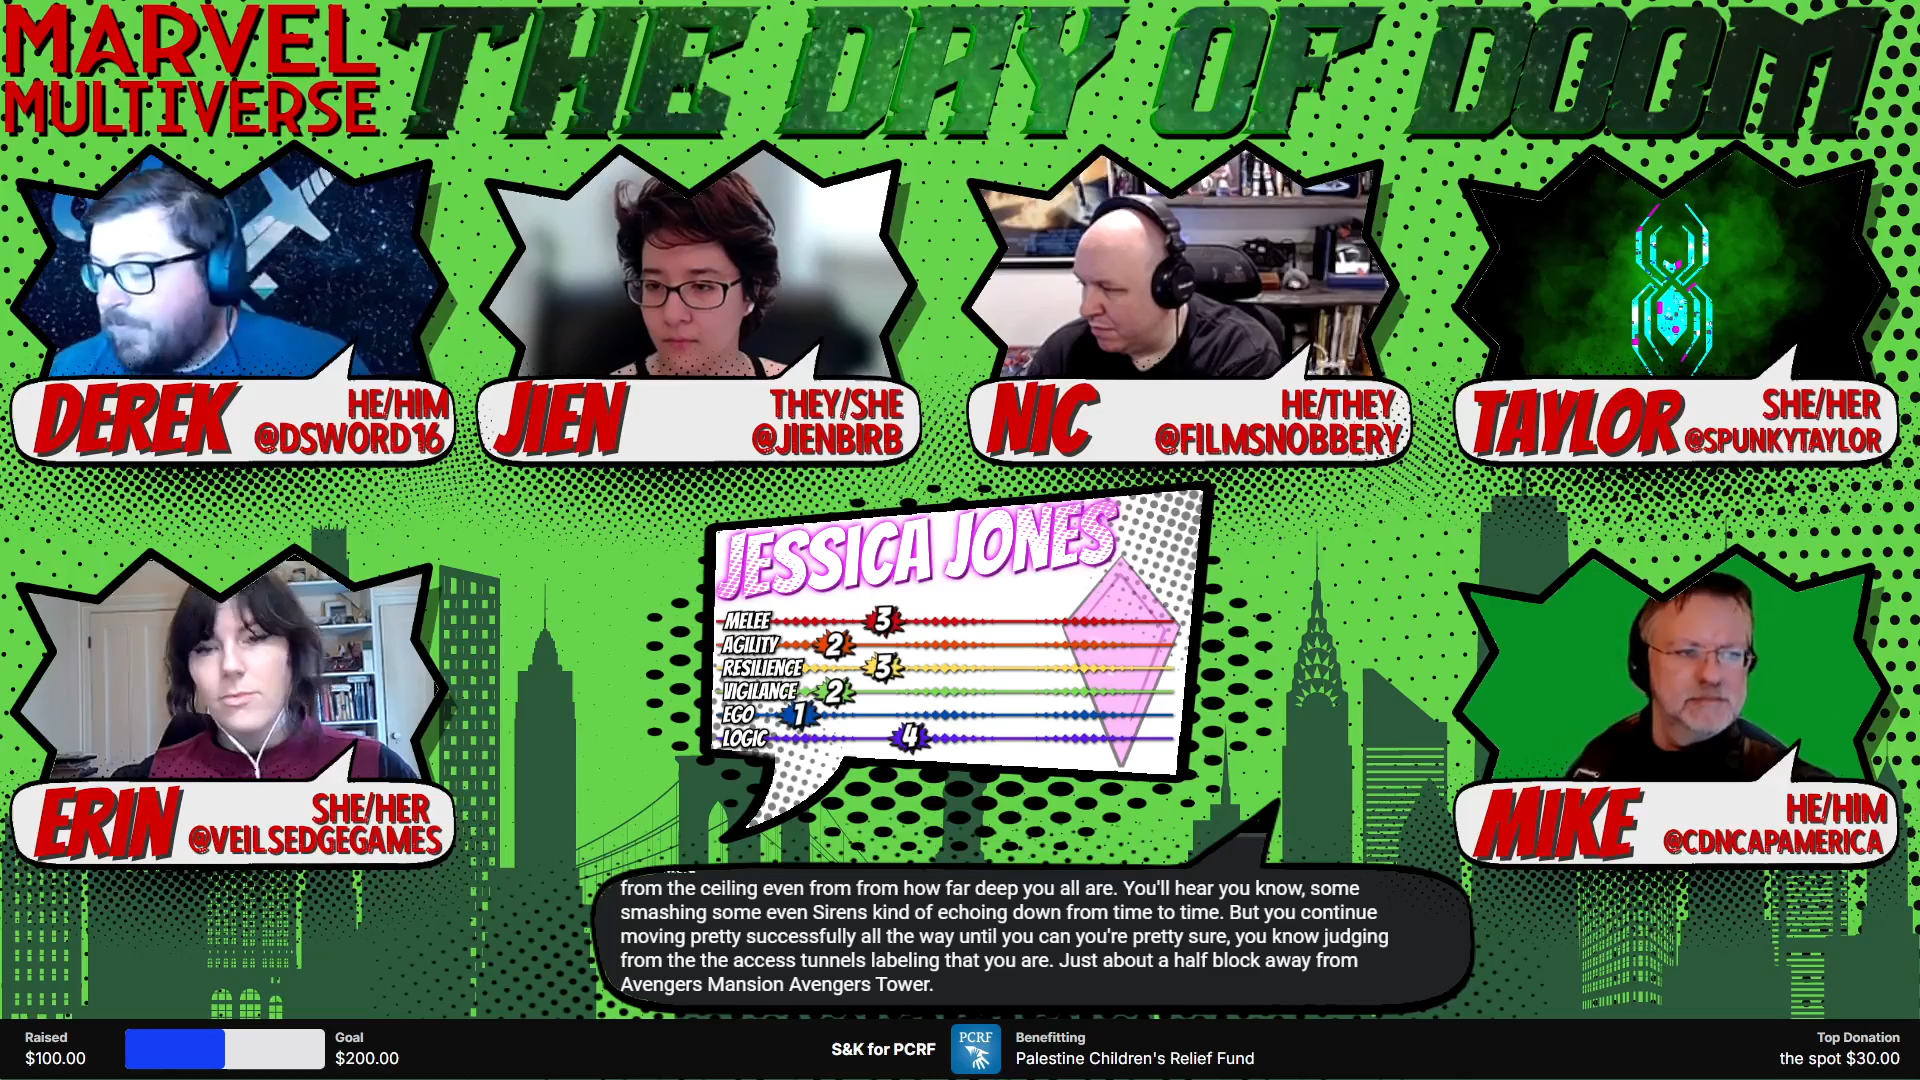 MARVEL
MULTIVERSE
THE DAY OF DOOM
DEREK
HE/HIM
@DSWORD16
JIEN
THEY/SHE
@JIENBIRB
NIC
HE/THEY
@FILMSNOBBERY
TAYLOR
SHE/HER
@SPUNKYTAYLOR
JESSICA JONES
MELEE 3
AGILITY 2
RESILIENCE 3
VIGILANCE 2
EGO 1
LOGIC 4
ERIN
SHE/HER
@VEILSEDGEGAMES
MIKE
HE/HIM
@CDNCAPAMERICA
from the ceiling even from from how far deep you all are. You'll hear you know, some
smashing some even Sirens kind of echoing down from time to time. But you continue
moving pretty successfully all the way until you can you're pretty sure, you know judging
from the the access tunnels labeling that you are. Just about a half block away from
Avengers Mansion Avengers Tower.
Raised
$100.00
Goal
$200.00
S&K for PCRF
PCRF
Benefitting
Palestine Children's Relief Fund
Top Donation
the spot $30.00